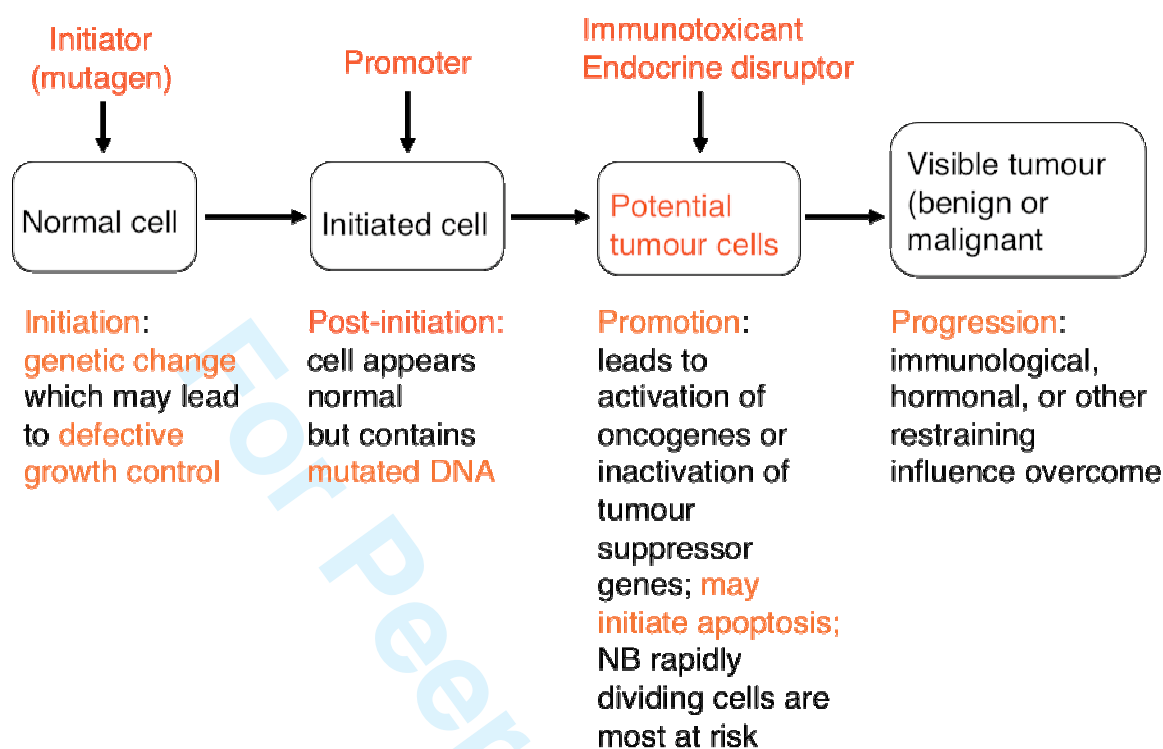 Initiator
(mutagen)
Promoter
Immunotoxicant
Endocrine disruptor
Normal cell
Initiated cell
Potential
tumour cells
Visible tumour
(benign or
malignant
Initiation:
genetic change
which may lead
to defective
growth control
Post-initiation:
cell appears
normal
but contains
mutated DNA
Promotion:
leads to
activation of
oncogenes or
inactivation of
tumour
suppressor
genes; may
initiate apoptosis;
NB rapidly
dividing cells are
most at risk
Progression:
immunological,
hormonal, or other
restraining
influence overcome
For Peer